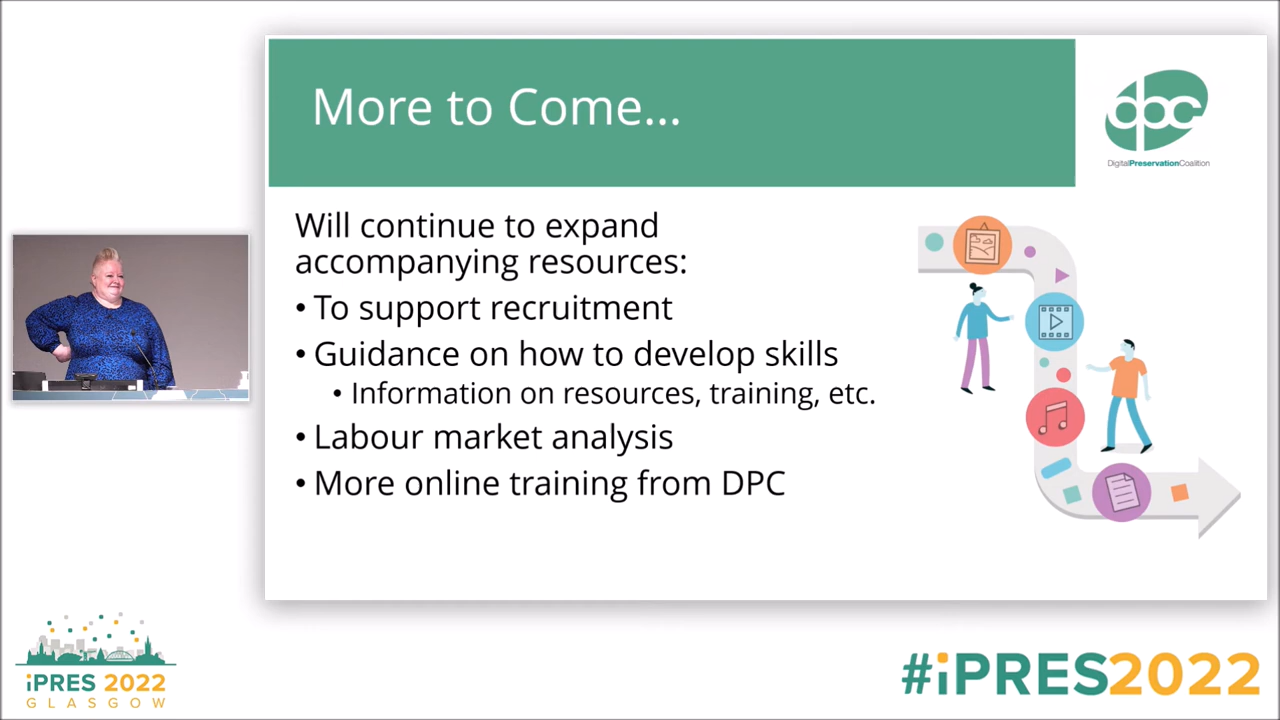 More to Come...
dpc
DigitalPreservationCoalition
Will continue to expand
accompanying resources:
• To support recruitment
• Guidance on how to develop skills
• Information on resources, training, etc.
• Labour market analysis
• More online training from DPC
iPRES 2022
GLASGOW
#iPRES2022